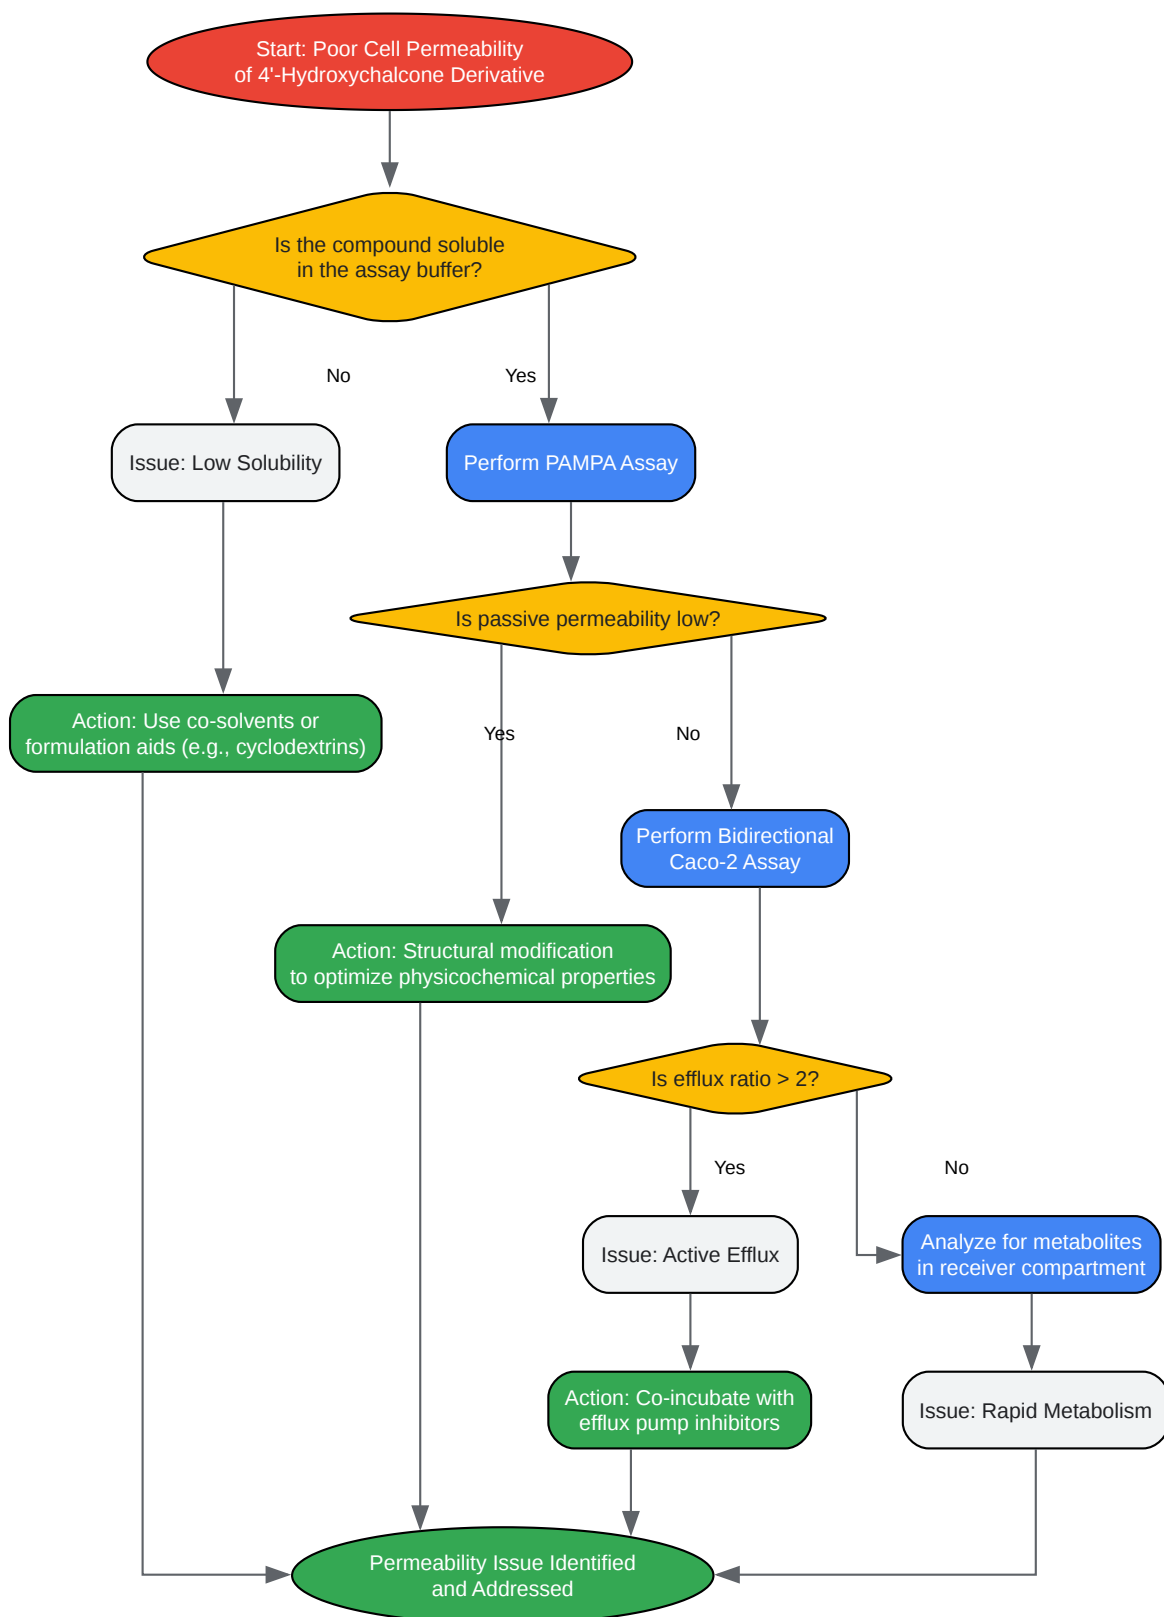 Start: Poor Cell Permeability
of 4'-Hydroxychalcone Derivative
Is the compound soluble
in the assay buffer?
No
Yes
Issue: Low Solubility
Perform PAMPA Assay
Is passive permeability low?
Action: Use co-solvents or
formulation aids (e.g., cyclodextrins)
Yes
No
Perform Bidirectional
Caco-2 Assay
Action: Structural modification
to optimize physicochemical properties
Is efflux ratio > 2?
Yes
No
Issue: Active Efflux
Analyze for metabolites
in receiver compartment
Action: Co-incubate with
efflux pump inhibitors
Issue: Rapid Metabolism
Permeability Issue Identified
and Addressed